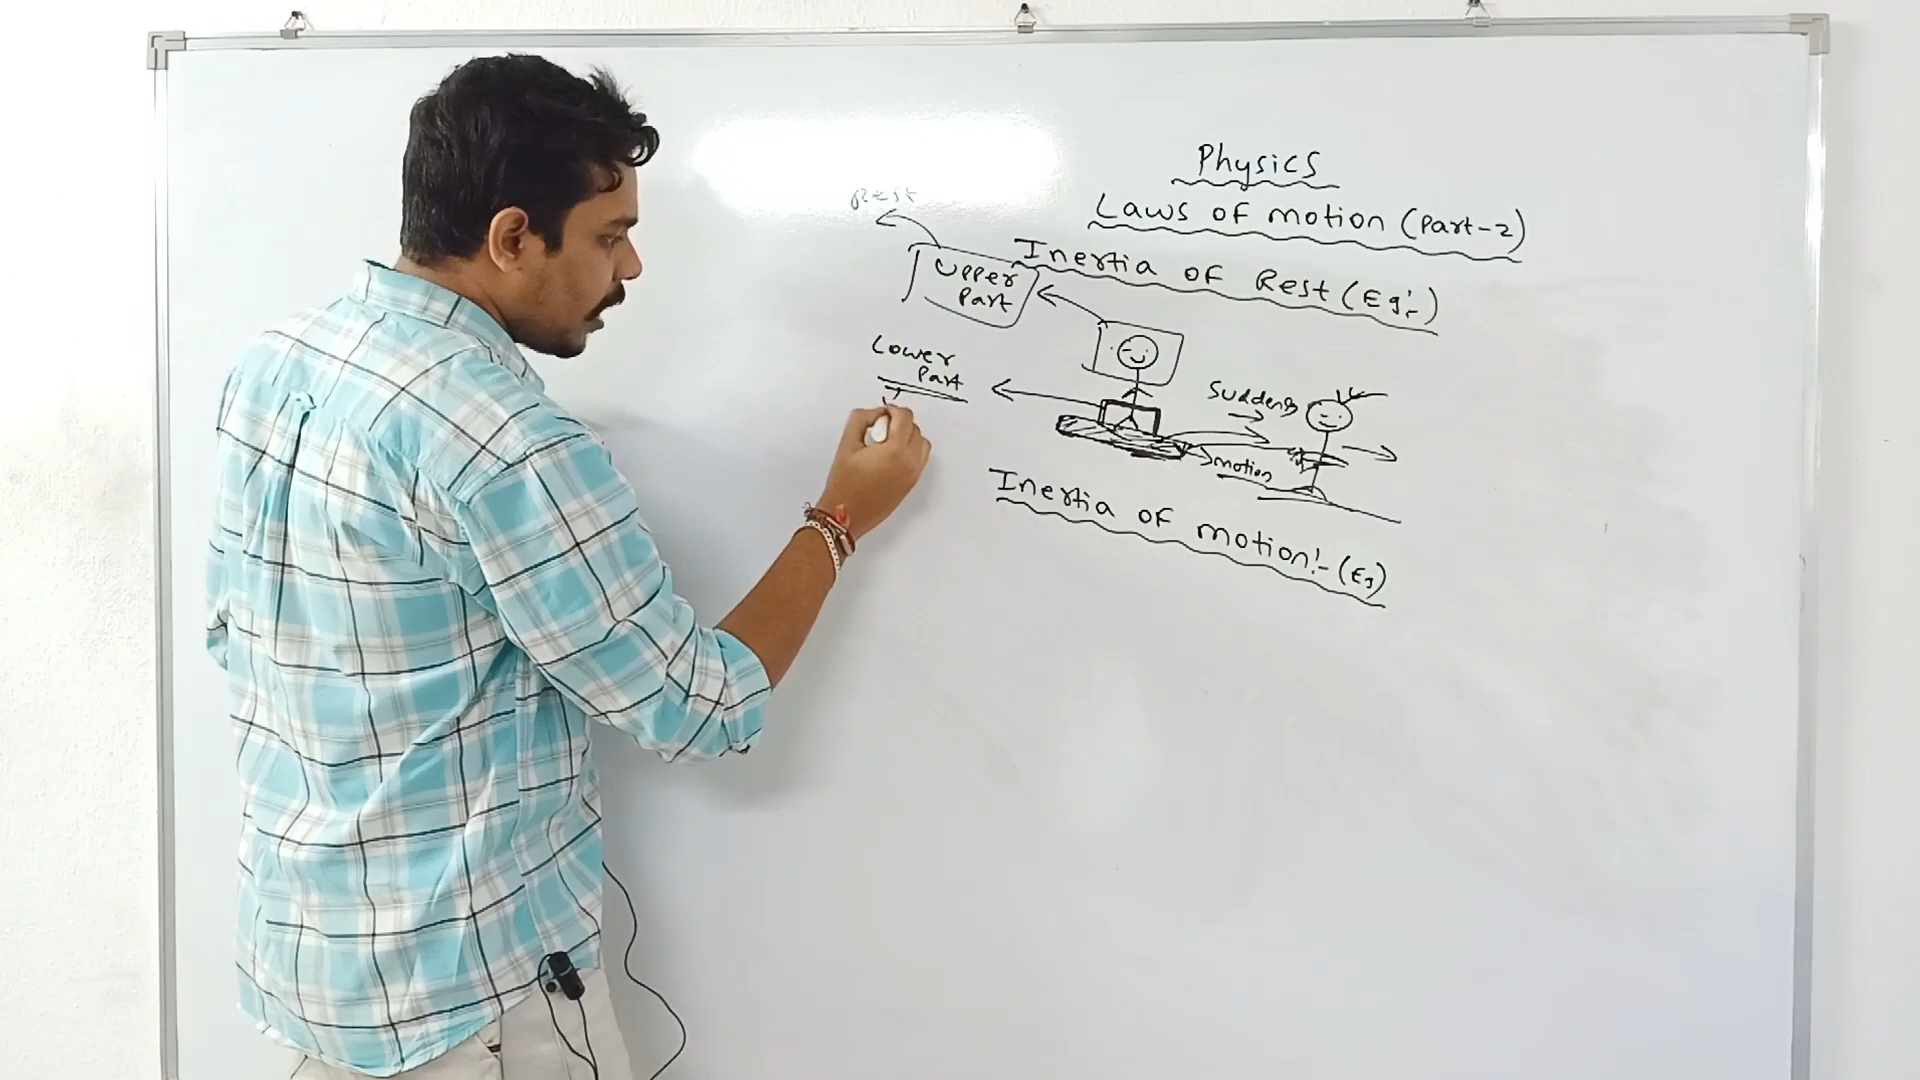 Physics
Laws of motion (Part-2)
Inertia of Rest (Eg:-)
Rest
Upper
Part
Lower
Part
Suddenly
motion
Inertia of motion:- (Eg)